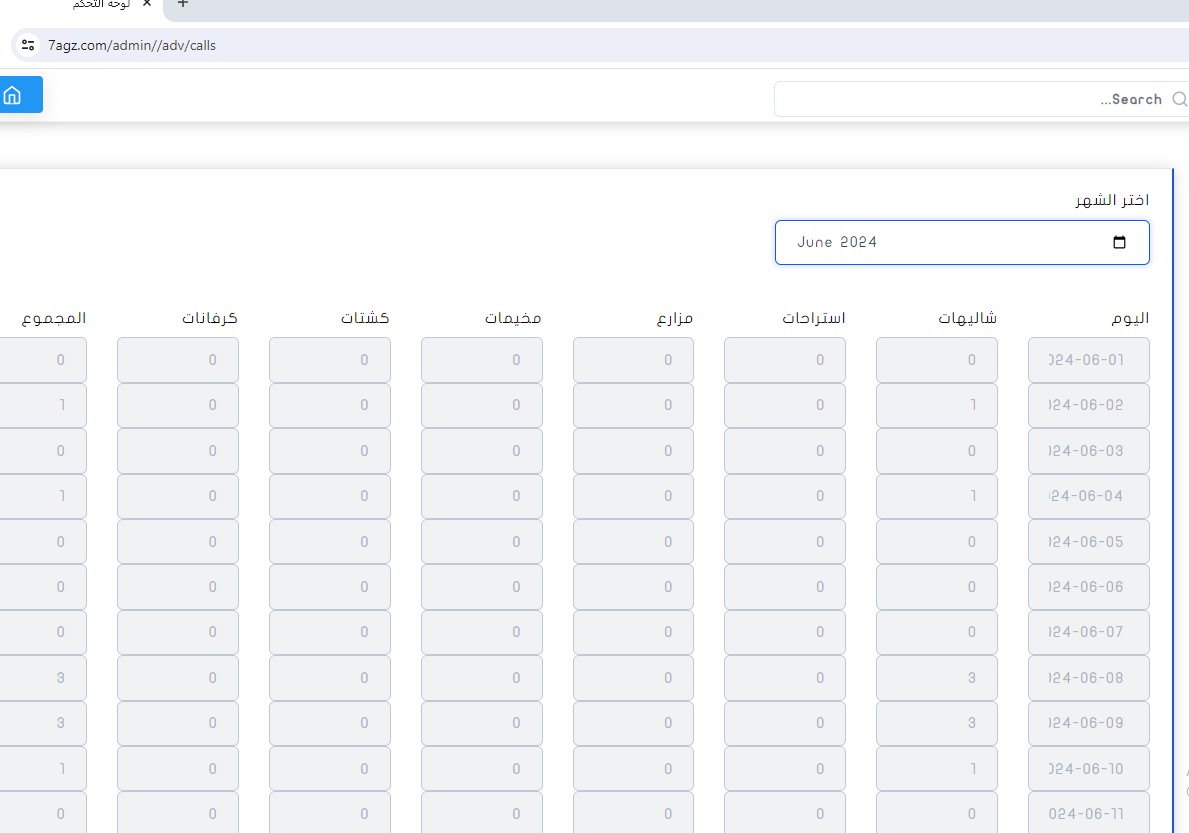 لوحة التحكم
7agz.com/admin//adv/calls
Search...
اختر الشهر
June 2024
اليوم شاليهات استراحات مزارع مخيمات كشتات كرفانات المجموع
024-06-01 0 0 0 0 0 0 0
024-06-02 1 0 0 0 0 0 1
024-06-03 0 0 0 0 0 0 0
024-06-04 1 0 0 0 0 0 1
024-06-05 0 0 0 0 0 0 0
024-06-06 0 0 0 0 0 0 0
024-06-07 0 0 0 0 0 0 0
024-06-08 3 0 0 0 0 0 3
024-06-09 3 0 0 0 0 0 3
024-06-10 1 0 0 0 0 0 1
024-06-11 0 0 0 0 0 0 0